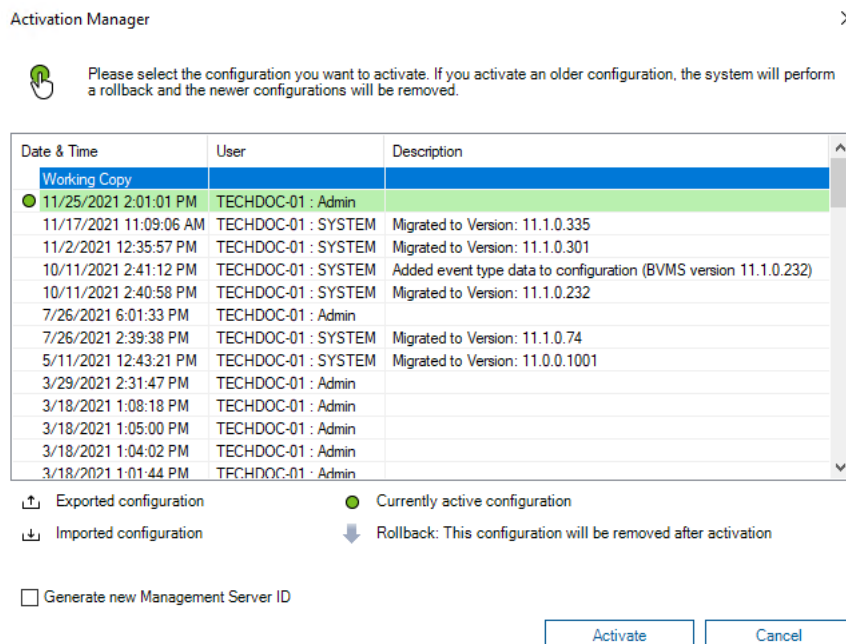 Activation Manager
Please select the configuration you want to activate. If you activate an older configuration, the system will perform
a rollback and the newer configurations will be removed.
Date & Time User Description
Working Copy
11/25/2021 2:01:01 PM TECHDOC-01 : Admin
11/17/2021 11:09:06 AM TECHDOC-01 : SYSTEM Migrated to Version: 11.1.0.335
11/2/2021 12:35:57 PM TECHDOC-01 : SYSTEM Migrated to Version: 11.1.0.301
10/11/2021 2:41:12 PM TECHDOC-01 : SYSTEM Added event type data to configuration (BVMS version 11.1.0.232)
10/11/2021 2:40:58 PM TECHDOC-01 : SYSTEM Migrated to Version: 11.1.0.232
7/26/2021 6:01:33 PM TECHDOC-01 : Admin
7/26/2021 2:39:38 PM TECHDOC-01 : SYSTEM Migrated to Version: 11.1.0.74
5/11/2021 12:43:21 PM TECHDOC-01 : SYSTEM Migrated to Version: 11.0.0.1001
3/29/2021 2:31:47 PM TECHDOC-01 : Admin
3/18/2021 1:08:18 PM TECHDOC-01 : Admin
3/18/2021 1:05:00 PM TECHDOC-01 : Admin
3/18/2021 1:04:02 PM TECHDOC-01 : Admin
3/18/2021 1:01:44 PM TECHDOC-01 : Admin
Exported configuration Currently active configuration
Imported configuration Rollback: This configuration will be removed after activation
Generate new Management Server ID
Activate Cancel